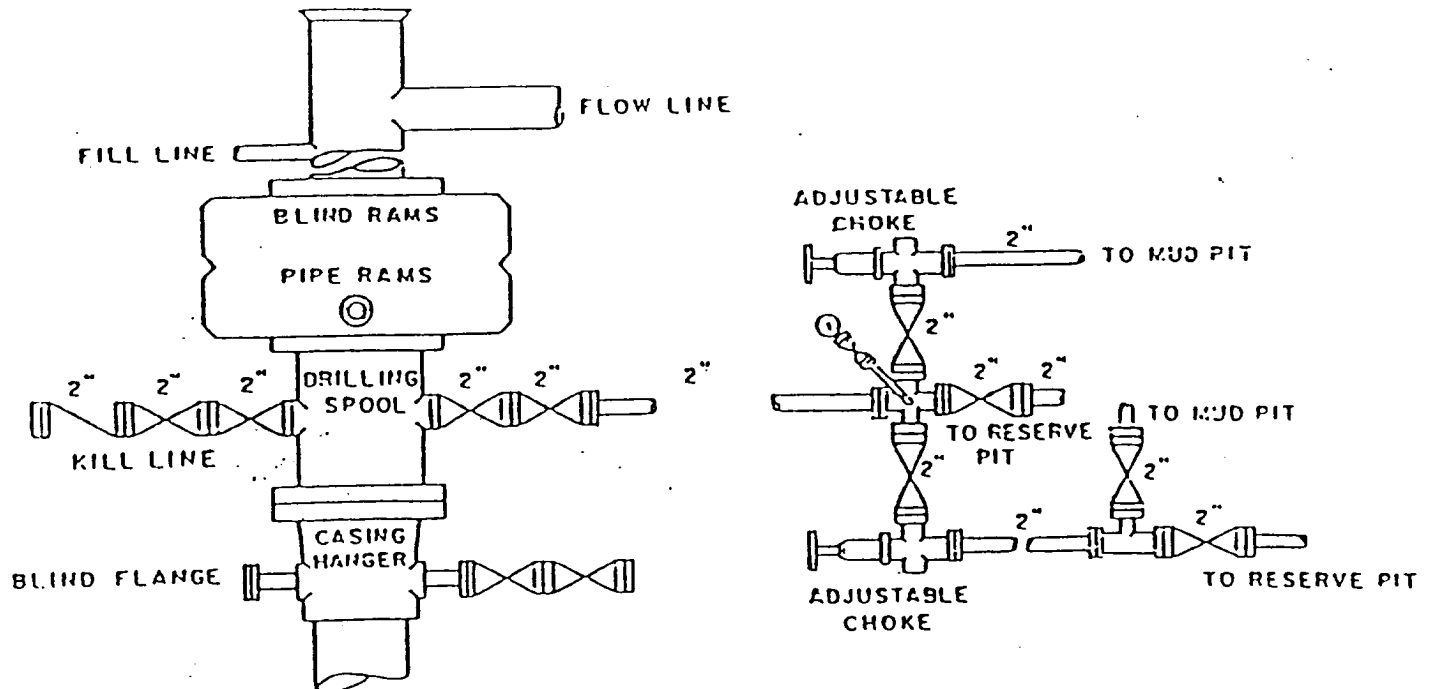 FLOW LINE
FILL LINE
BLIND RAMS
PIPE RAMS
2" 2" 2" DRILLING 2" 2" 2"
SPOOL
KILL LINE
CASING
HANGER
BLIND FLANGE
ADJUSTABLE
CHOKE
2"
TO MUD PIT
2"
2" 2"
TO RESERVE
PIT
TO MUD PIT
2"
2"
2"
2"
TO RESERVE PIT
ADJUSTABLE
CHOKE